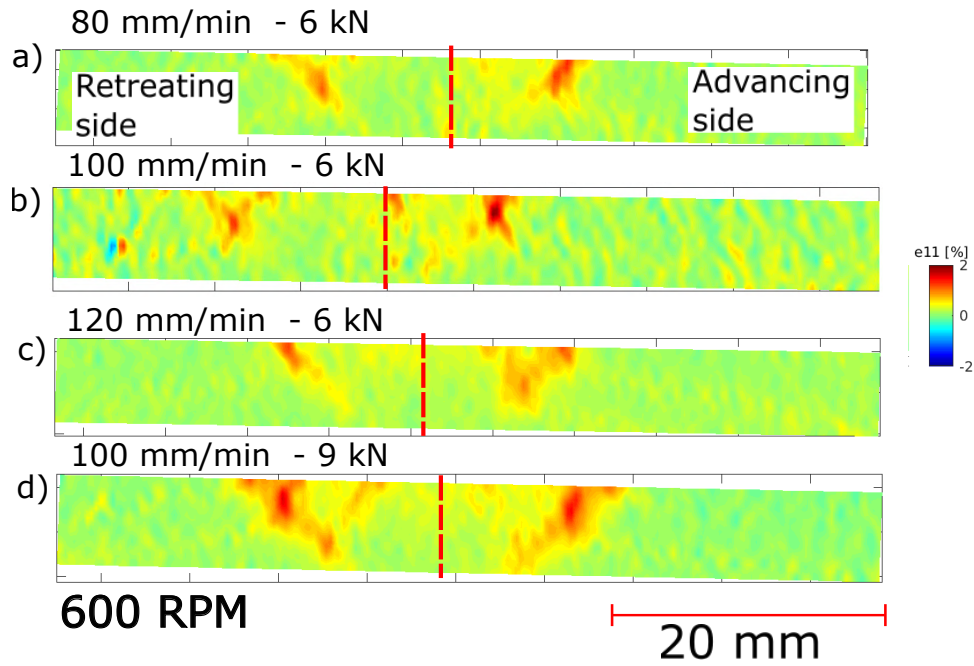 80 mm/min - 6 kN
a)
Retreating
side
Advancing
side
100 mm/min - 6 kN
b)
e11 [%]
2
0
-2
120 mm/min - 6 kN
c)
100 mm/min - 9 kN
d)
600 RPM
20 mm